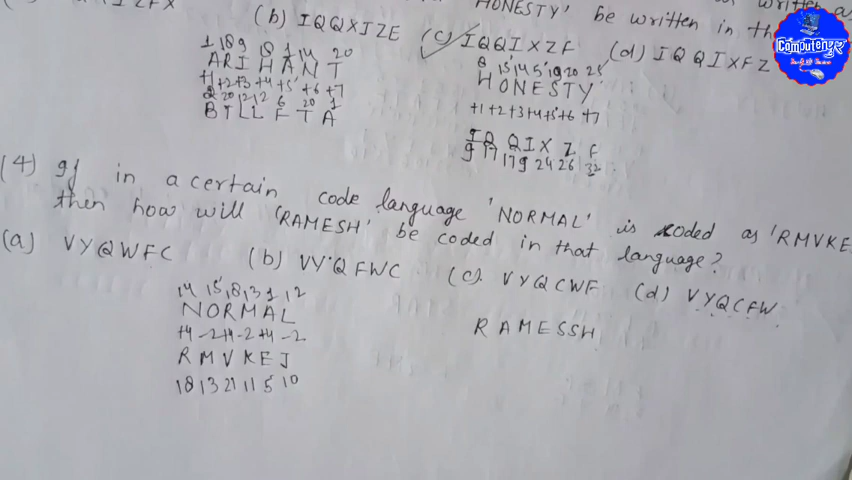 HONESTY' be written in th
(b) IQQXIZE (c) IQQIXZF (d) IQQIXFZ
1 18 9 8 1 14 20
ARIHANT
+1 +2 +3 +4 +5 +6 +7
2 20 12 12 6 20 1
BTLLFTA
8 15 14 5 19 20 25
HONESTY
+1 +2 +3 +4 +5 +6 +7
IQ QIX Z F
9 17 17 9 24 26 32
(4) If in a certain code language 'NORMAL' is coded as 'RMVKE
then how will 'RAMESH' be coded in that language?
(a) VYQWFC (b) VYQFWC (c) VYQCWF (d) VYQCFW
14 15 18 13 1 12
NORMAL
+4 -2 +4 -2 +4 -2
RMVKEJ
18 13 21 11 5 10
RAMESSH
Computengr